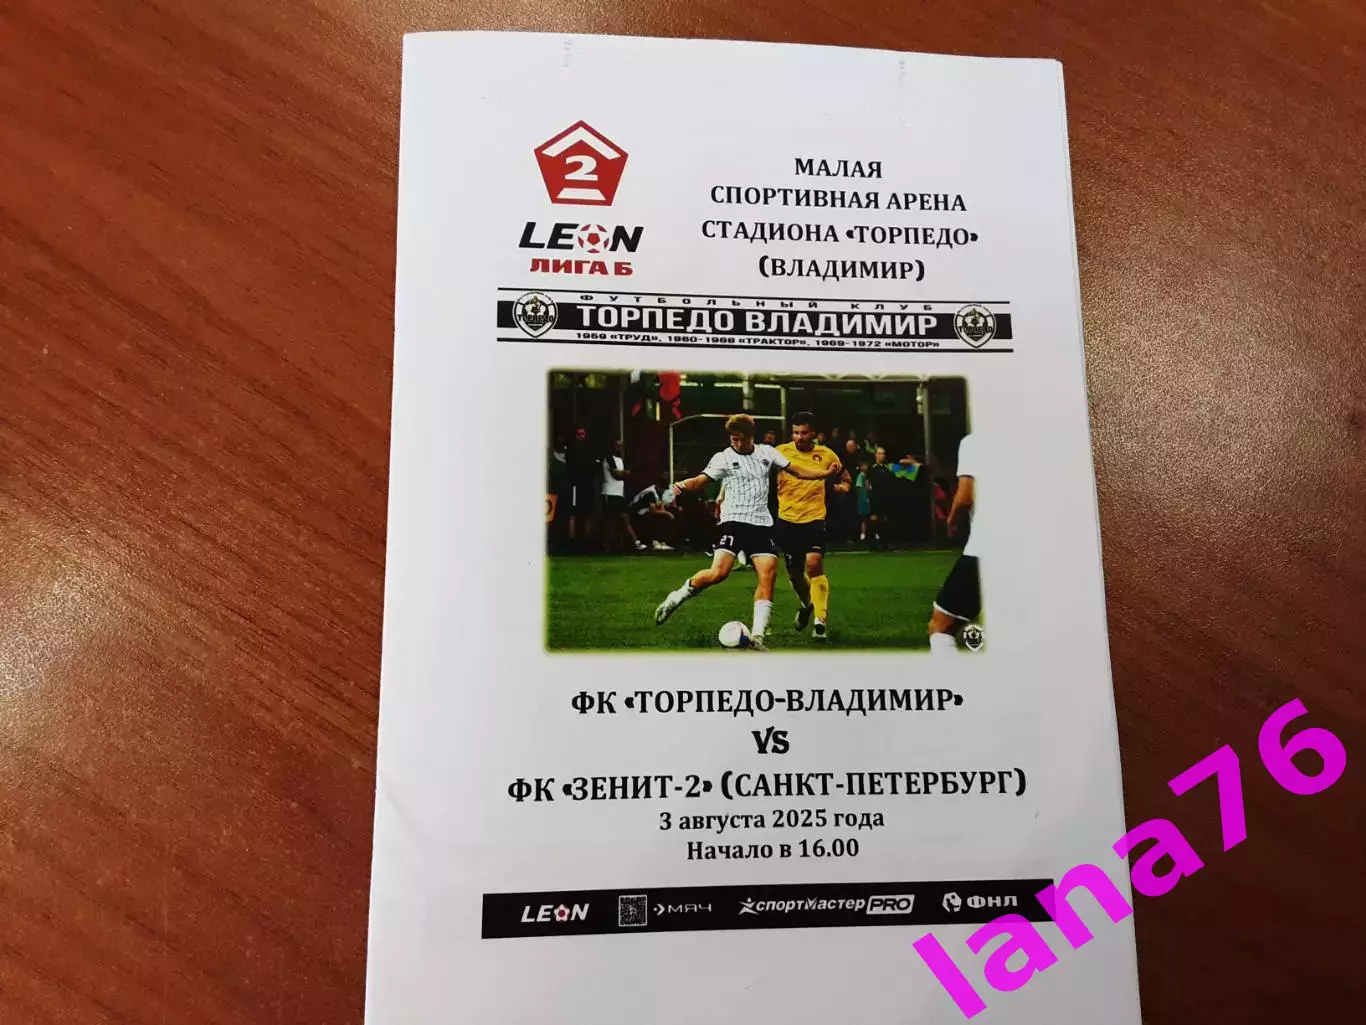 2
LEON
ЛИГА Б
МАЛАЯ
СПОРТИВНАЯ АРЕНА
СТАДИОНА «ТОРПЕДО»
(ВЛАДИМИР)
ФУТБОЛЬНЫЙ КЛУБ
ТОРПЕДО ВЛАДИМИР
1959 «ТРУД», 1960-1968 «ТРАКТОР», 1969-1972 «МОТОР»
ТОРПЕДО
27
ФК «ТОРПЕДО-ВЛАДИМИР»
VS
ФК «ЗЕНИТ-2» (САНКТ-ПЕТЕРБУРГ)
3 августа 2025 года
Начало в 16.00
LEON МЯЧ СПОРТМАСТЕР PRO ФНЛ
lana76